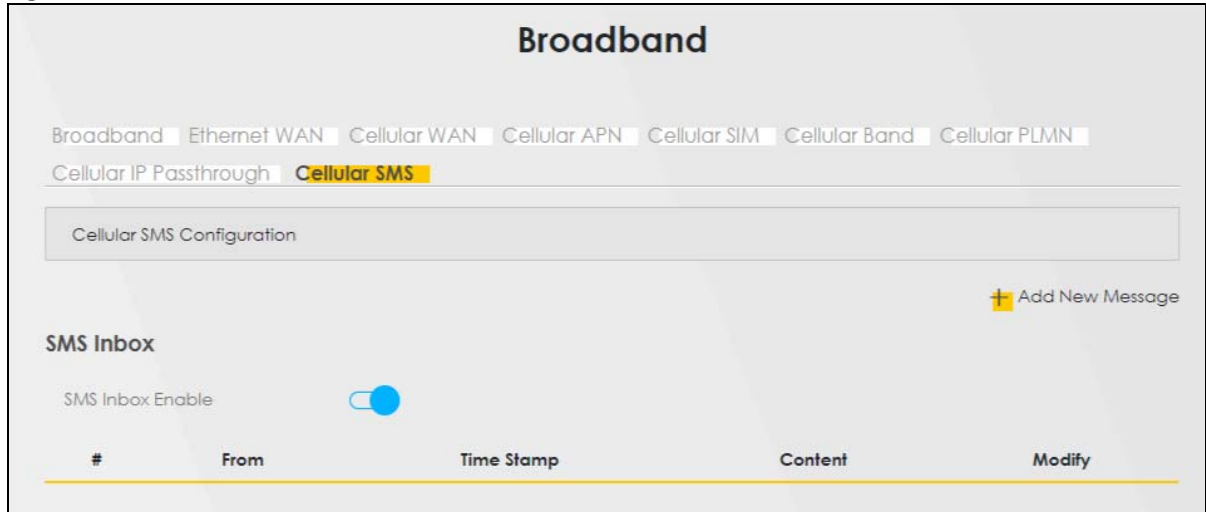 Broadband
Broadband Ethernet WAN Cellular WAN Cellular APN Cellular SIM Cellular Band Cellular PLMN
Cellular IP Passthrough Cellular SMS
Cellular SMS Configuration
+ Add New Message
SMS Inbox
SMS Inbox Enable
# From Time Stamp Content Modify